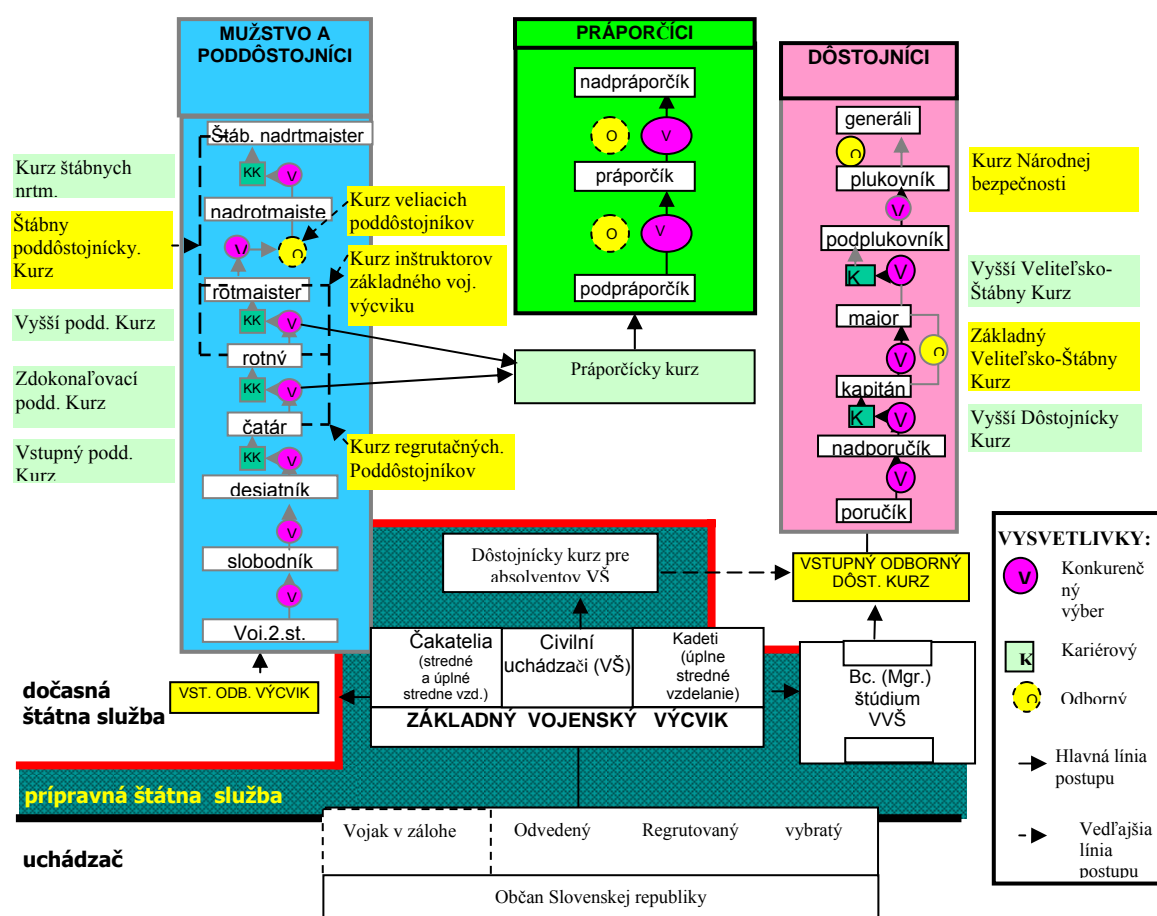 MUŽSTVO A
PODDÔSTOJNÍCI
Štáb. nadrtmajster
KK
V
nadrotmajste
V
O
rotmajster
KK
V
rotný
KK
V
čatár
KK
V
desiatnik
V
slobodník
V
Voj.2.st.
VST. ODB. VÝCVIK
Kurz štábnych
nrtm.
Štábny
poddôstojnícky.
Kurz
Vyšší podd. Kurz
Zdokonaľovací
podd. Kurz
Vstupný podd.
Kurz
Kurz veliacich
poddôstojníkov
Kurz inštruktorov
základného voj.
výcviku
Kurz regrutačných.
Poddôstojníkov
PRÁPORČÍCI
nadpráporčík
O
V
práporčík
O
V
podpráporčík
Práporčícky kurz
DÔSTOJNÍCI
generáli
O
plukovník
V
podplukovník
K
V
major
O
V
kapitán
K
V
nadporučík
V
poručík
Kurz Národnej
bezpečnosti
Vyšší Veliteľsko-
Štábny Kurz
Základný
Veliteľsko-Štábny
Kurz
Vyšší Dôstojnícky
Kurz
VSTUPNÝ ODBORNÝ
DÔST. KURZ
Dôstojnícky kurz pre
absolventov VŠ
Čakatelia
(stredné
a úplné
stredne vzd.)
Civilní
uchádzači (VŠ)
Kadeti
(úplne
stredné
vzdelanie)
ZÁKLADNÝ VOJENSKÝ VÝCVIK
Bc. (Mgr.)
štúdium
VVŠ
VYSVETLIVKY:
V
Konkurenč
ný
výber
K
Kariérový
O
Odborný
Hlavná línia
postupu
Vedľajšia
línia
postupu
dočasná
štátna služba
prípravná štátna služba
uchádzač
Vojak v zálohe
Odvedený
Regrutovaný
vybratý
Občan Slovenskej republiky